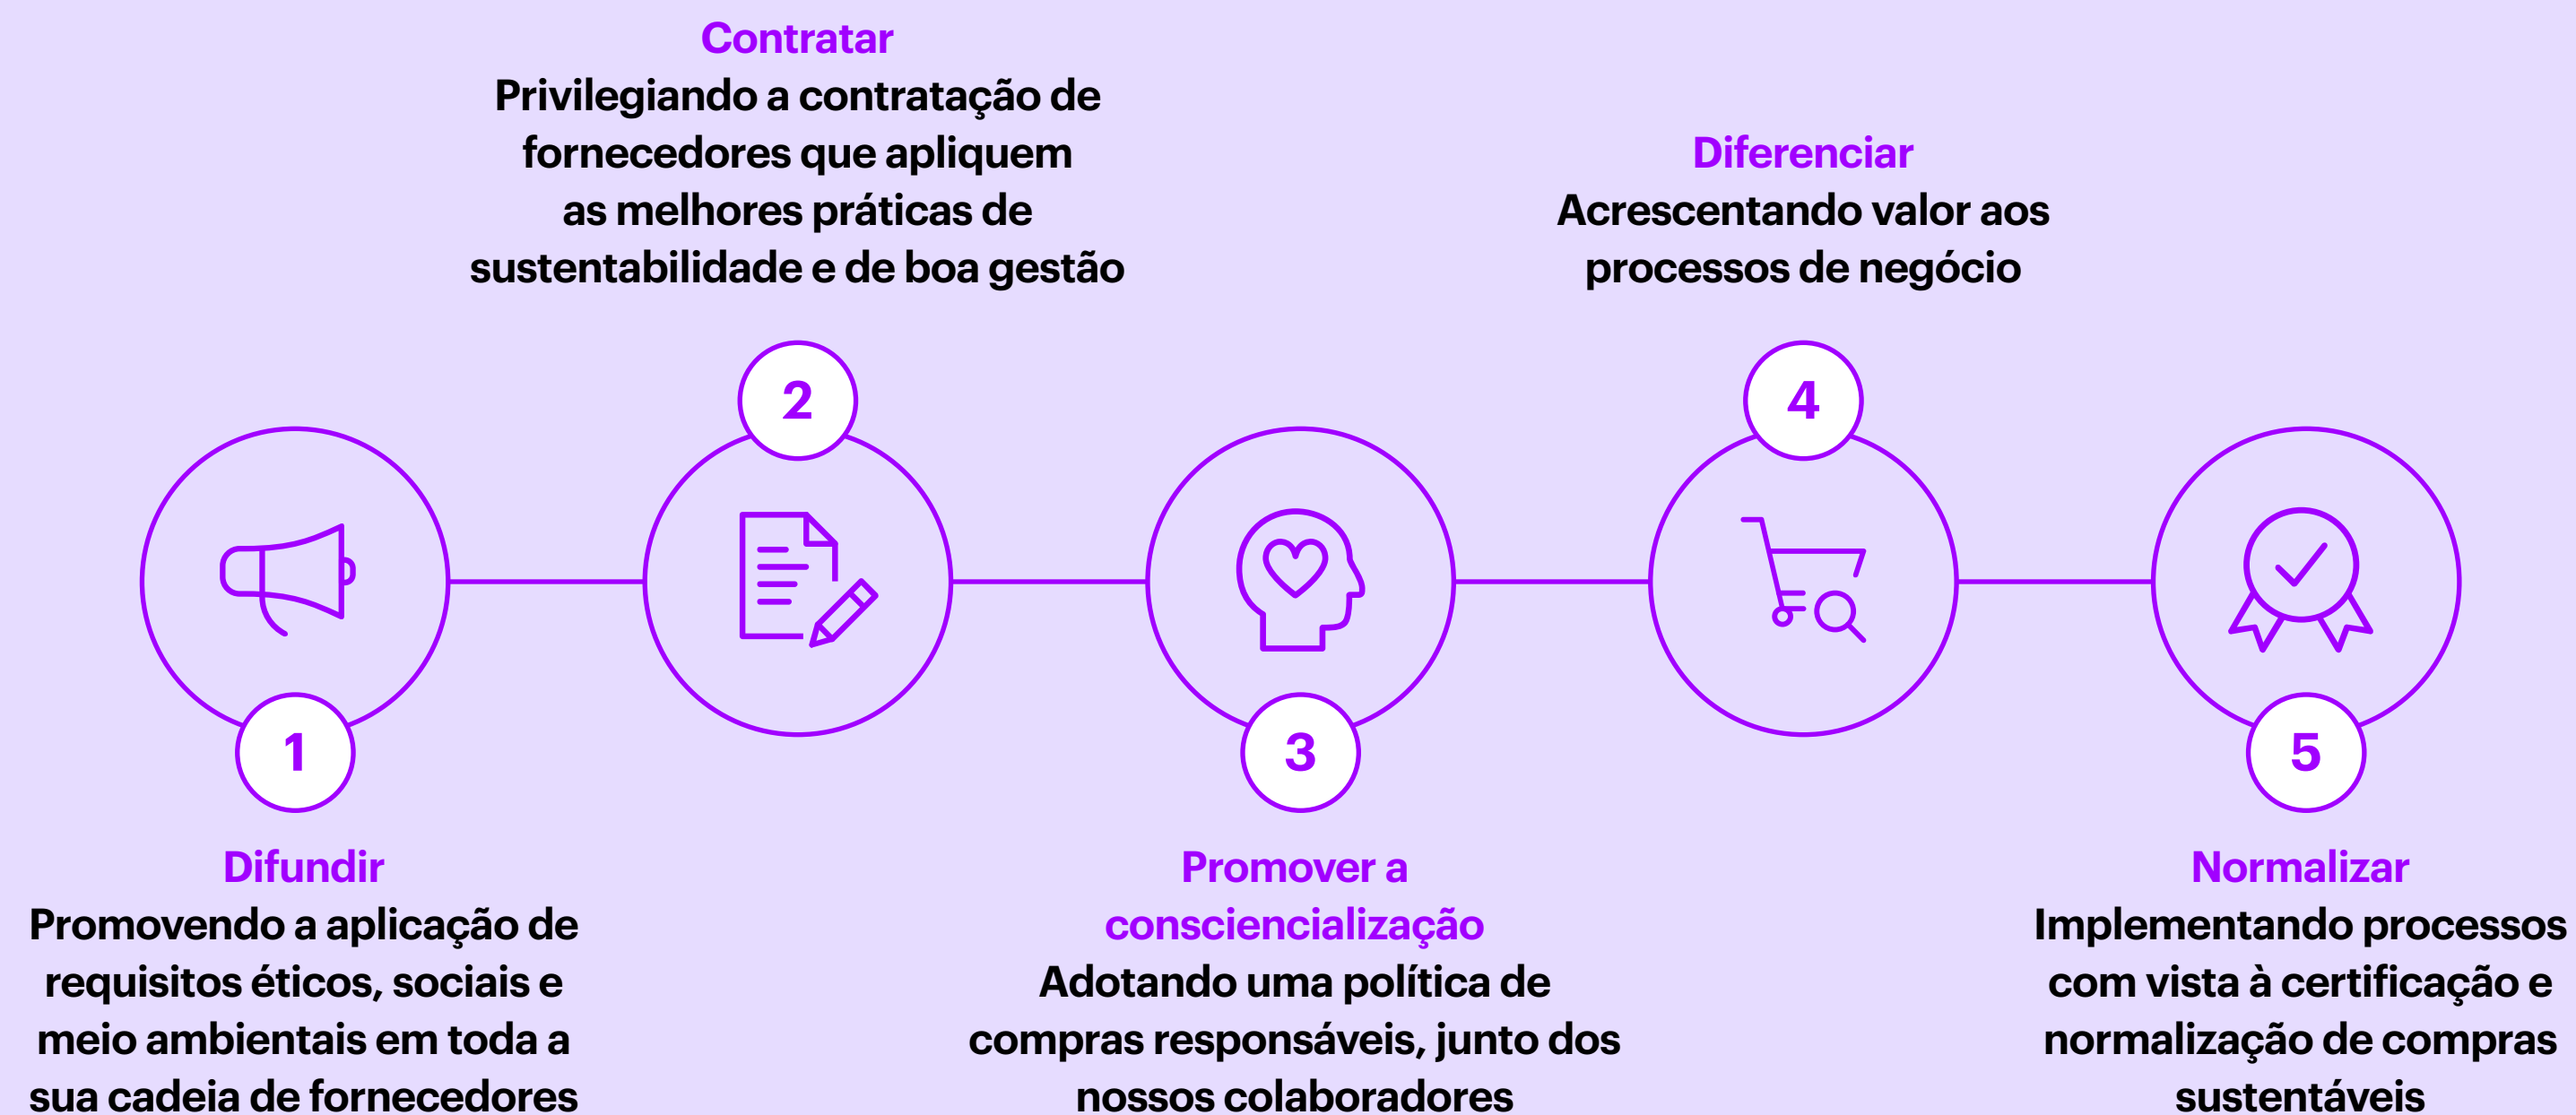 Contratar
Privilegiando a contratação de
fornecedores que apliquem
as melhores práticas de
sustentabilidade e de boa gestão
Diferenciar
Acrescentando valor aos
processos de negócio
2
4
1
3
5
Difundir
Promovendo a aplicação de
requisitos éticos, sociais e
meio ambientais em toda a
sua cadeia de fornecedores
Promover a
consciencialização
Adotando uma política de
compras responsáveis, junto dos
nossos colaboradores
Normalizar
Implementando processos
com vista à certificação e
normalização de compras
sustentáveis